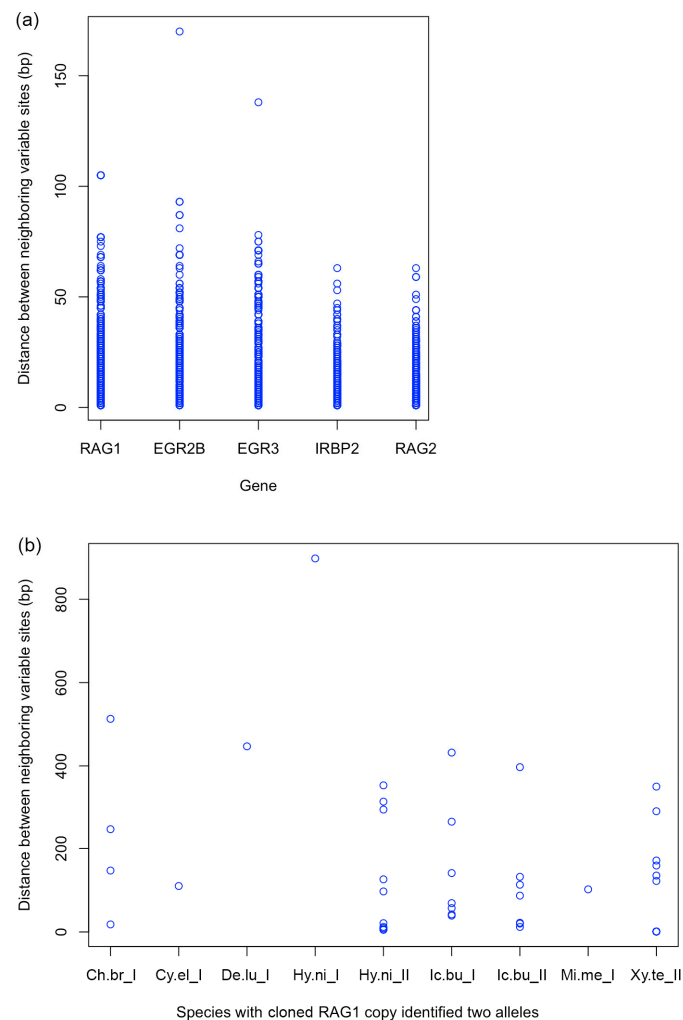 (a)
Distance between neighboring variable sites (bp)
150
100
50
0
RAG1 EGR2B EGR3 IRBP2 RAG2
Gene
(b)
Distance between neighboring variable sites (bp)
800
600
400
200
0
Ch.br_I Cy.el_I De.lu_I Hy.ni_I Hy.ni_II Ic.bu_I Ic.bu_II Mi.me_I Xy.te_II
Species with cloned RAG1 copy identified two alleles